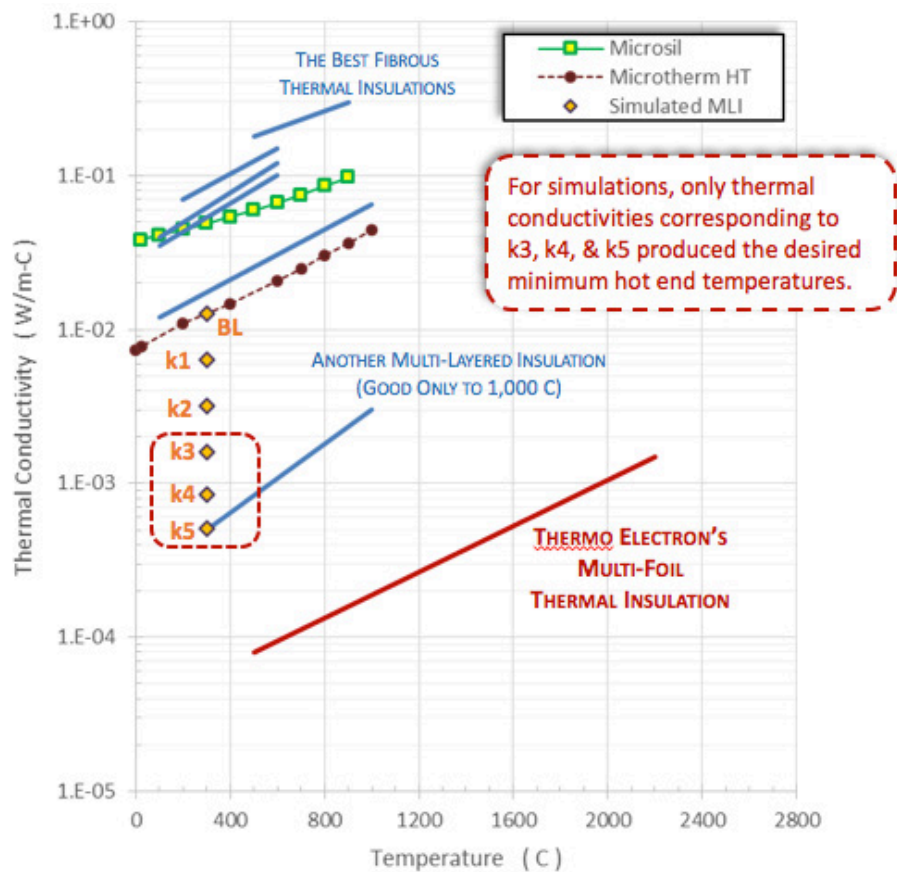 1.E+00
THE BEST FIBROUS
THERMAL INSULATIONS
Microsil
Microtherm HT
Simulated MLI
1.E-01
For simulations, only thermal
conductivities corresponding to
k3, k4, & k5 produced the desired
minimum hot end temperatures.
Thermal Conductivity ( W/m-C )
1.E-02
BL
k1
ANOTHER MULTI-LAYERED INSULATION
(GOOD ONLY TO 1,000 C)
k2
k3
1.E-03
k4
k5
THERMO ELECTRON'S
MULTI-FOIL
THERMAL INSULATION
1.E-04
1.E-05
0
400
800
1200
1600
2000
2400
2800
Temperature ( C )